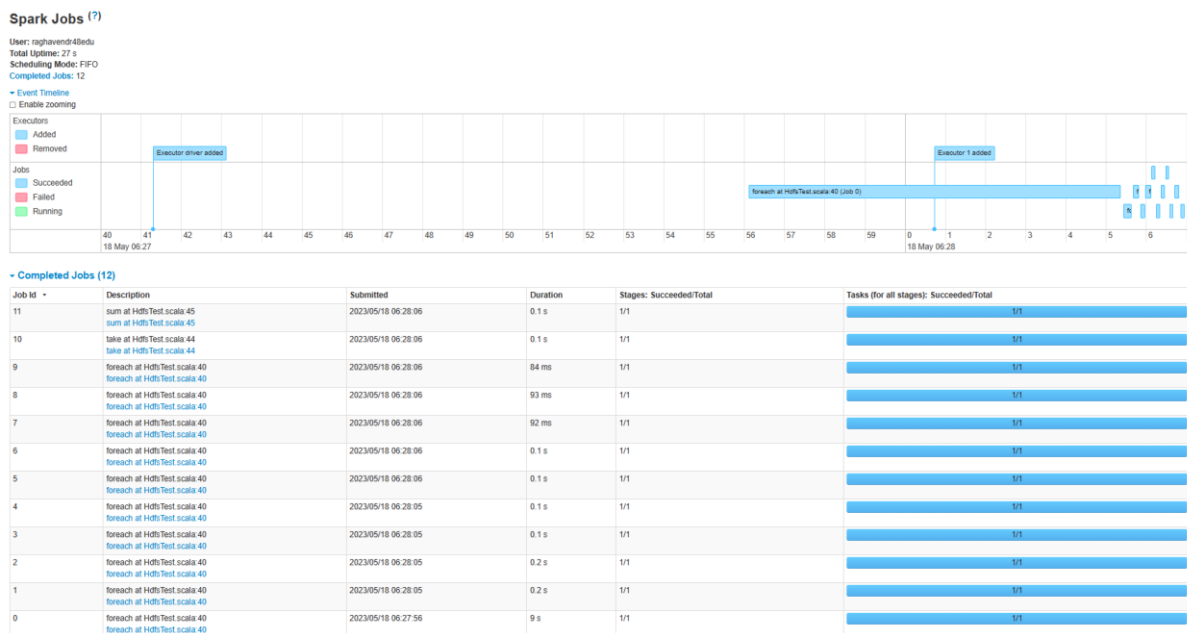 Spark Jobs (?)
User: raghavendr48edu
Total Uptime: 27 s
Scheduling Mode: FIFO
Completed Jobs: 12
Event Timeline
Enable zooming
Executors
Added
Removed
Executor driver added
Executor 1 added
Jobs
Succeeded
Failed
Running
foreach at HdfsTest.scala:40 (Job 0)
f
f
fo
40 41 42 43 44 45 46 47 48 49 50 51 52 53 54 55 56 57 58 59 0 1 2 3 4 5 6
18 May 06:27 18 May 06:28
Completed Jobs (12)
Job Id Description Submitted Duration Stages: Succeeded/Total Tasks (for all stages): Succeeded/Total
11 sum at HdfsTest.scala:45 2023/05/18 06:28:06 0.1 s 1/1 1/1
sum at HdfsTest.scala:45
10 take at HdfsTest.scala:44 2023/05/18 06:28:06 0.1 s 1/1 1/1
take at HdfsTest.scala:44
9 foreach at HdfsTest.scala:40 2023/05/18 06:28:06 84 ms 1/1 1/1
foreach at HdfsTest.scala:40
8 foreach at HdfsTest.scala:40 2023/05/18 06:28:06 93 ms 1/1 1/1
foreach at HdfsTest.scala:40
7 foreach at HdfsTest.scala:40 2023/05/18 06:28:06 92 ms 1/1 1/1
foreach at HdfsTest.scala:40
6 foreach at HdfsTest.scala:40 2023/05/18 06:28:06 0.1 s 1/1 1/1
foreach at HdfsTest.scala:40
5 foreach at HdfsTest.scala:40 2023/05/18 06:28:06 0.1 s 1/1 1/1
foreach at HdfsTest.scala:40
4 foreach at HdfsTest.scala:40 2023/05/18 06:28:05 0.1 s 1/1 1/1
foreach at HdfsTest.scala:40
3 foreach at HdfsTest.scala:40 2023/05/18 06:28:05 0.1 s 1/1 1/1
foreach at HdfsTest.scala:40
2 foreach at HdfsTest.scala:40 2023/05/18 06:28:05 0.2 s 1/1 1/1
foreach at HdfsTest.scala:40
1 foreach at HdfsTest.scala:40 2023/05/18 06:28:05 0.2 s 1/1 1/1
foreach at HdfsTest.scala:40
0 foreach at HdfsTest.scala:40 2023/05/18 06:27:56 9 s 1/1 1/1
foreach at HdfsTest.scala:40